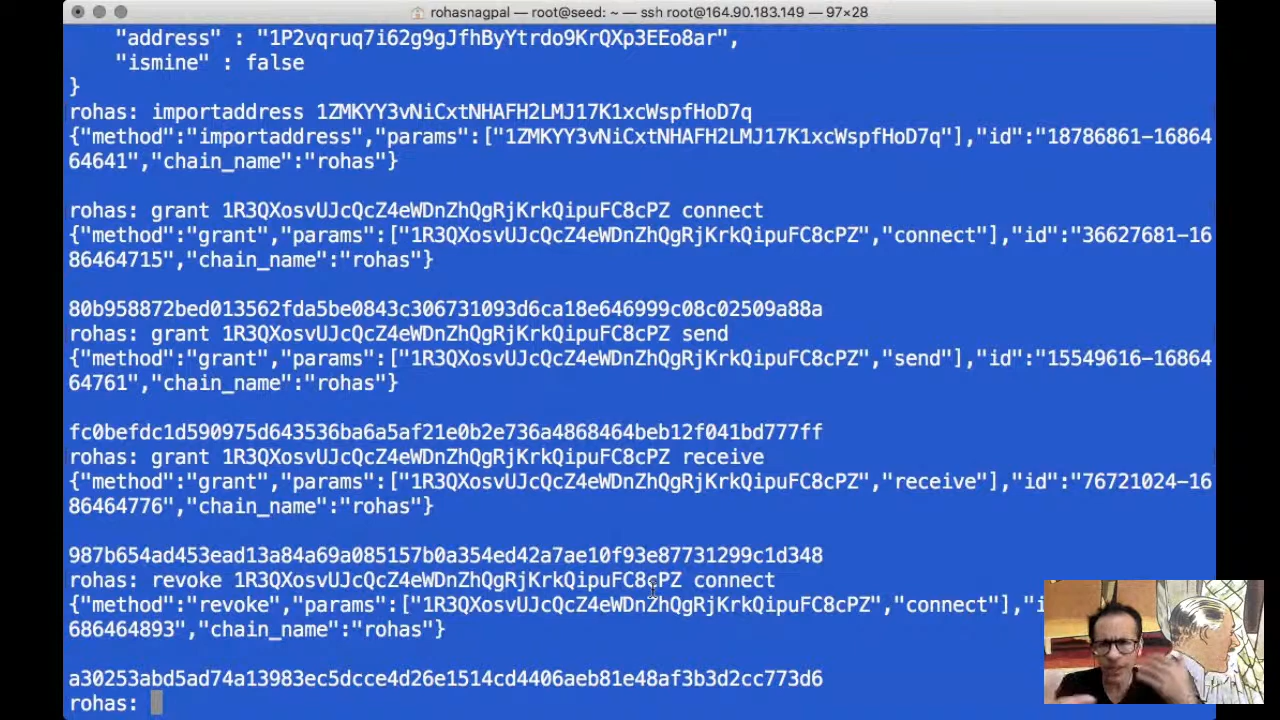 rohasnagpal — root@seed: ~ — ssh root@164.90.183.149 — 97×28
"address" : "1P2vqruq7i62g9gJfhByYtrdo9KrQXp3EEo8ar",
"ismine" : false
}
rohas: importaddress 1ZMKYY3vNiCxtNHAFH2LMJ17K1xcWspfHoD7q
{"method":"importaddress","params":["1ZMKYY3vNiCxtNHAFH2LMJ17K1xcWspfHoD7q"],"id":"18786861-16864
64641","chain_name":"rohas"}
rohas: grant 1R3QXosvUJcQcZ4eWDnZhQgRjKrkQipuFC8cPZ connect
{"method":"grant","params":["1R3QXosvUJcQcZ4eWDnZhQgRjKrkQipuFC8cPZ","connect"],"id":"36627681-16
86464715","chain_name":"rohas"}
80b958872bed013562fda5be0843c306731093d6ca18e646999c08c02509a88a
rohas: grant 1R3QXosvUJcQcZ4eWDnZhQgRjKrkQipuFC8cPZ send
{"method":"grant","params":["1R3QXosvUJcQcZ4eWDnZhQgRjKrkQipuFC8cPZ","send"],"id":"15549616-16864
64761","chain_name":"rohas"}
fc0befdc1d590975d643536ba6a5af21e0b2e736a4868464beb12f041bd777ff
rohas: grant 1R3QXosvUJcQcZ4eWDnZhQgRjKrkQipuFC8cPZ receive
{"method":"grant","params":["1R3QXosvUJcQcZ4eWDnZhQgRjKrkQipuFC8cPZ","receive"],"id":"76721024-16
86464776","chain_name":"rohas"}
987b654ad453ead13a84a69a085157b0a354ed42a7ae10f93e87731299c1d348
rohas: revoke 1R3QXosvUJcQcZ4eWDnZhQgRjKrkQipuFC8cPZ connect
{"method":"revoke","params":["1R3QXosvUJcQcZ4eWDnZhQgRjKrkQipuFC8cPZ","connect"],"i
686464893","chain_name":"rohas"}
a30253abd5ad74a13983ec5dcce4d26e1514cd4406aeb81e48af3b3d2cc773d6
rohas: